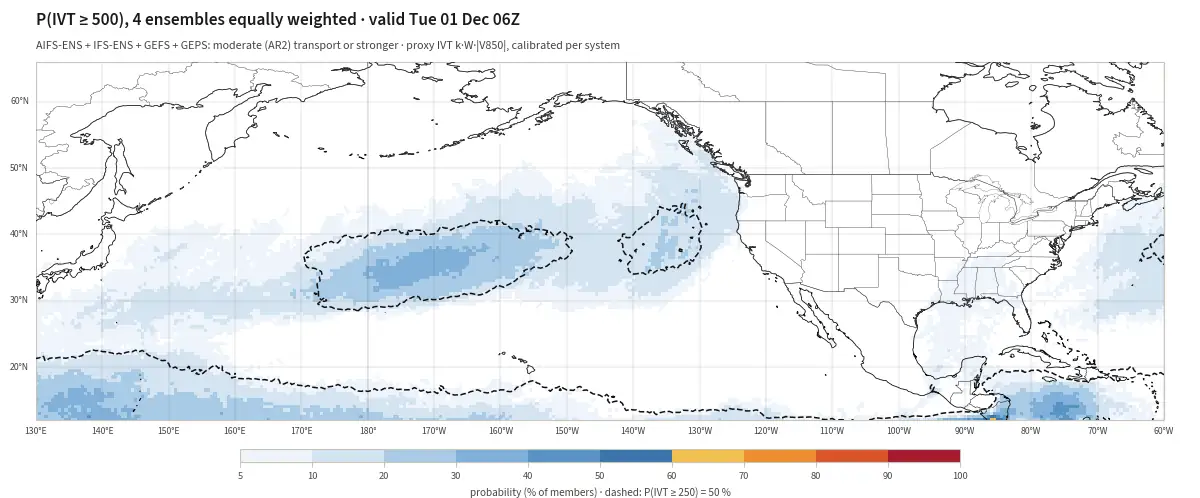 P(IVT ≥ 500), 4 ensembles equally weighted · valid Tue 01 Dec 06Z
AIFS-ENS + IFS-ENS + GEFS + GEPS: moderate (AR2) transport or stronger · proxy IVT k·W·|V850|, calibrated per system
60°N
50°N
40°N
30°N
20°N
130°E 140°E 150°E 160°E 180° 170°W 160°W 150°W 140°W 130°W 120°W 110°W 100°W 90°W 80°W 70°W 60°W
5 10 20 30 40 50 60 70 80 90 100
probability (% of members) · dashed: P(IVT ≥ 250) = 50 %